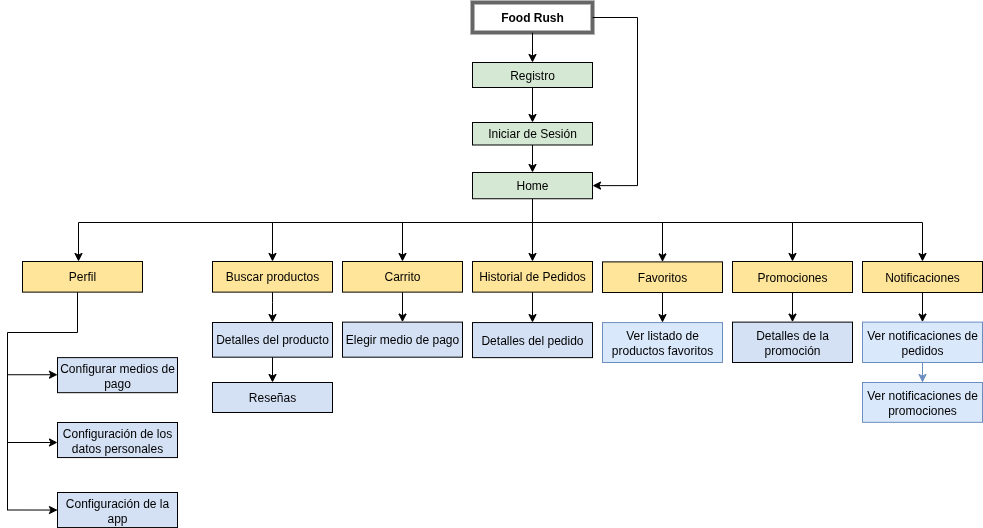 Food Rush
Registro
Iniciar de Sesión
Home
Perfil
Buscar productos
Carrito
Historial de Pedidos
Favoritos
Promociones
Notificaciones
Detalles del producto
Elegir medio de pago
Detalles del pedido
Ver listado de
productos favoritos
Detalles de la
promoción
Ver notificaciones de
pedidos
Configurar medios de
pago
Reseñas
Ver notificaciones de
promociones
Configuración de los
datos personales
Configuración de la
app